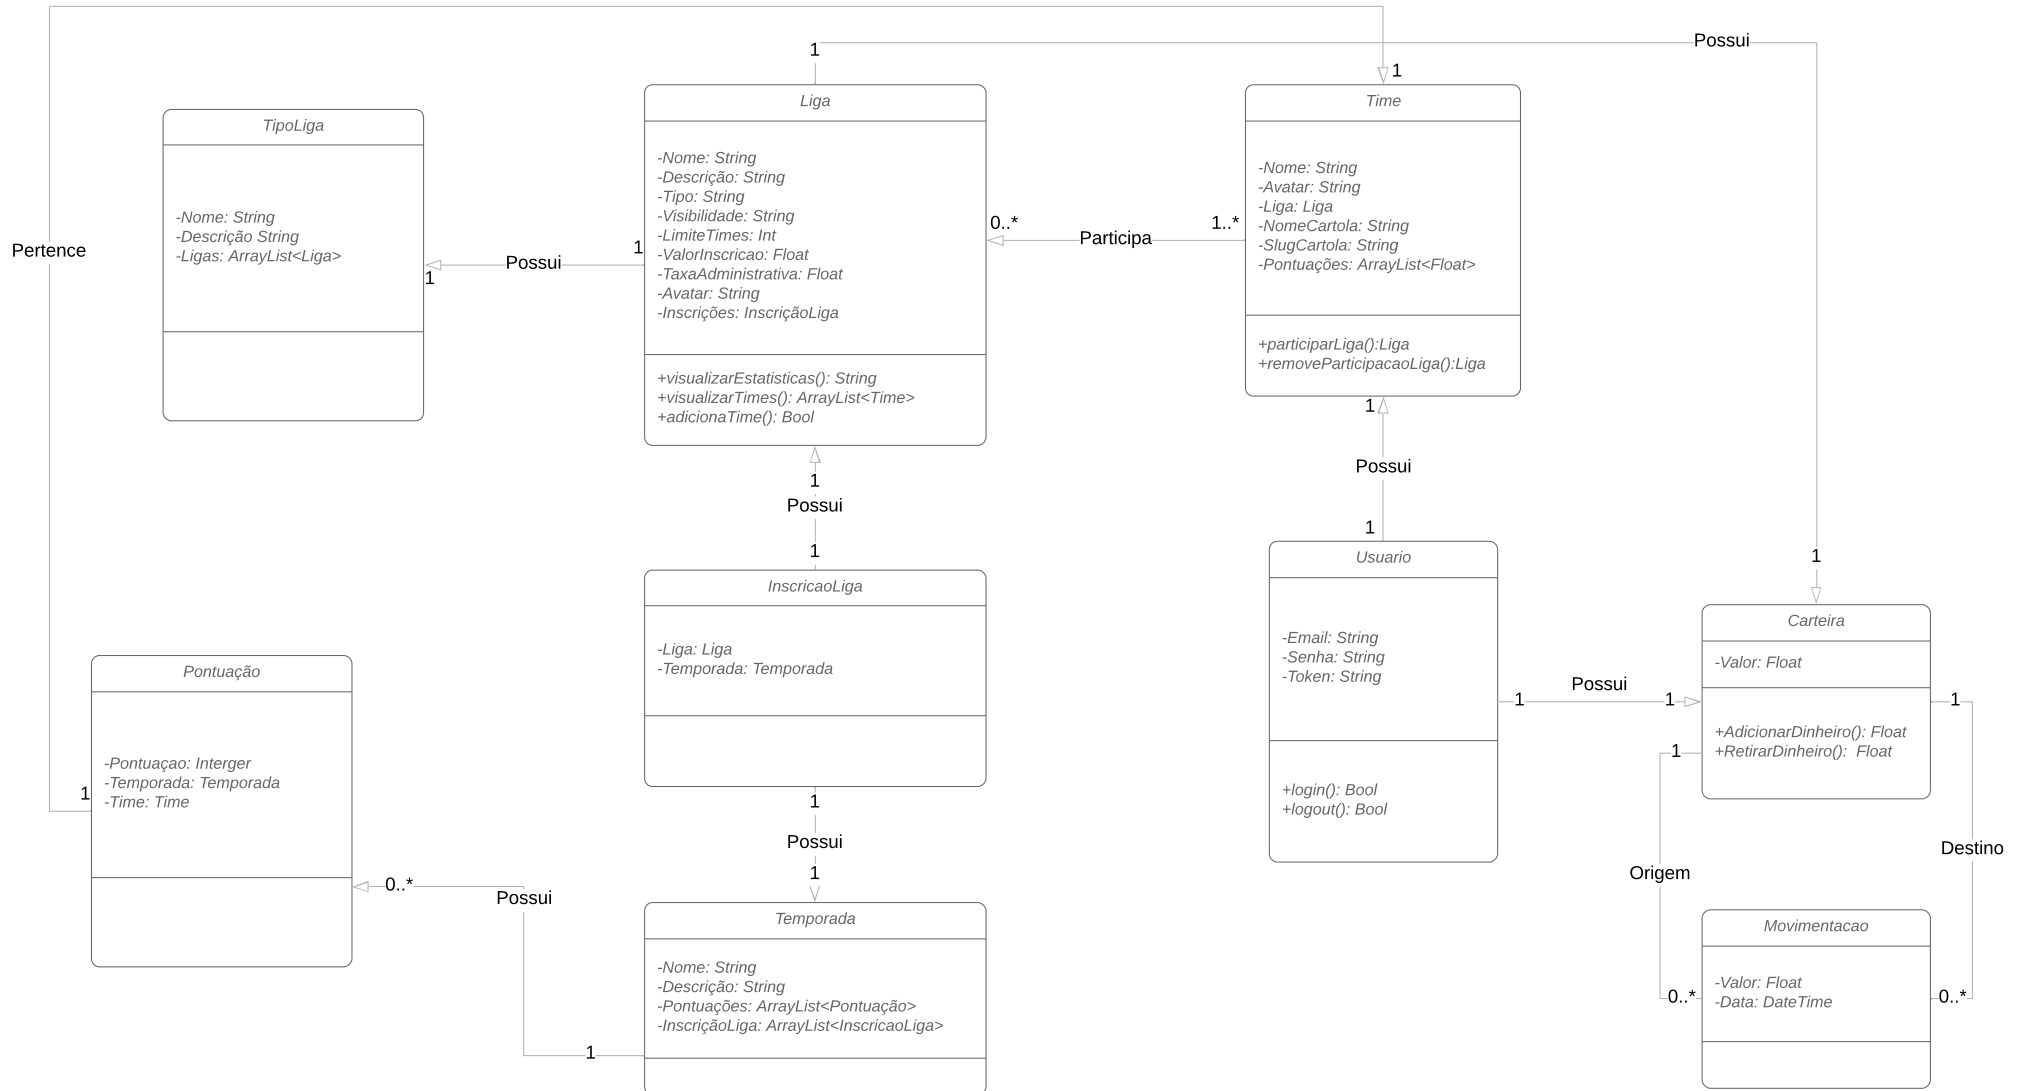 1
Possui
1
TipoLiga
-Nome: String
-Descrição String
-Ligas: ArrayList<Liga>
Liga
-Nome: String
-Descrição: String
-Tipo: String
-Visibilidade: String
-LimiteTimes: Int
-ValorInscricao: Float
-TaxaAdministrativa: Float
-Avatar: String
-Inscrições: InscriçãoLiga
+visualizarEstatisticas(): String
+visualizarTimes(): ArrayList<Time>
+adicionaTime(): Bool
Time
-Nome: String
-Avatar: String
-Liga: Liga
-NomeCartola: String
-SlugCartola: String
-Pontuações: ArrayList<Float>
+participarLiga():Liga
+removeParticipacaoLiga():Liga
Pertence
1
Possui
1
0..*
Participa
1..*
1
Possui
1
1
Possui
1
1
InscricaoLiga
-Liga: Liga
-Temporada: Temporada
Usuario
-Email: String
-Senha: String
-Token: String
+login(): Bool
+logout(): Bool
1
Possui
1
Carteira
-Valor: Float
+AdicionarDinheiro(): Float
+RetirarDinheiro():  Float
Pontuação
-Pontuaçao: Interger
-Temporada: Temporada
-Time: Time
1
0..*
Possui
1
1
Possui
1
Temporada
-Nome: String
-Descrição: String
-Pontuações: ArrayList<Pontuação>
-InscriçãoLiga: ArrayList<InscricaoLiga>
1
Origem
0..*
1
Destino
0..*
Movimentacao
-Valor: Float
-Data: DateTime